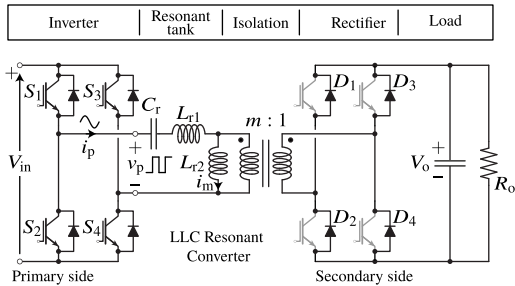 Inverter Resonant tank Isolation Rectifier Load
+ S1 S3 Cr Lr1 m : 1 D1 D3
ip + vp − Lr2 im
Vin Vo + − Ro
S2 S4 D2 D4
−
LLC Resonant
Converter
Primary side Secondary side